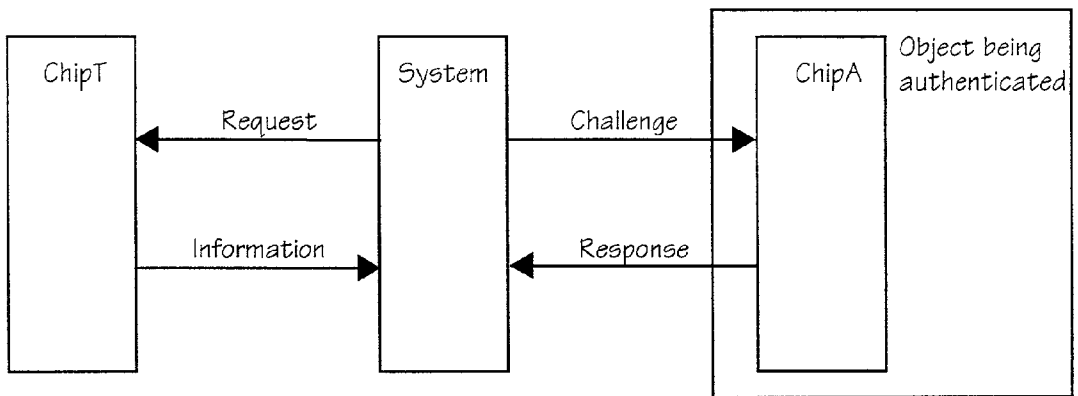 ChipT
System
ChipA
Object being
authenticated
Request
Challenge
Information
Response